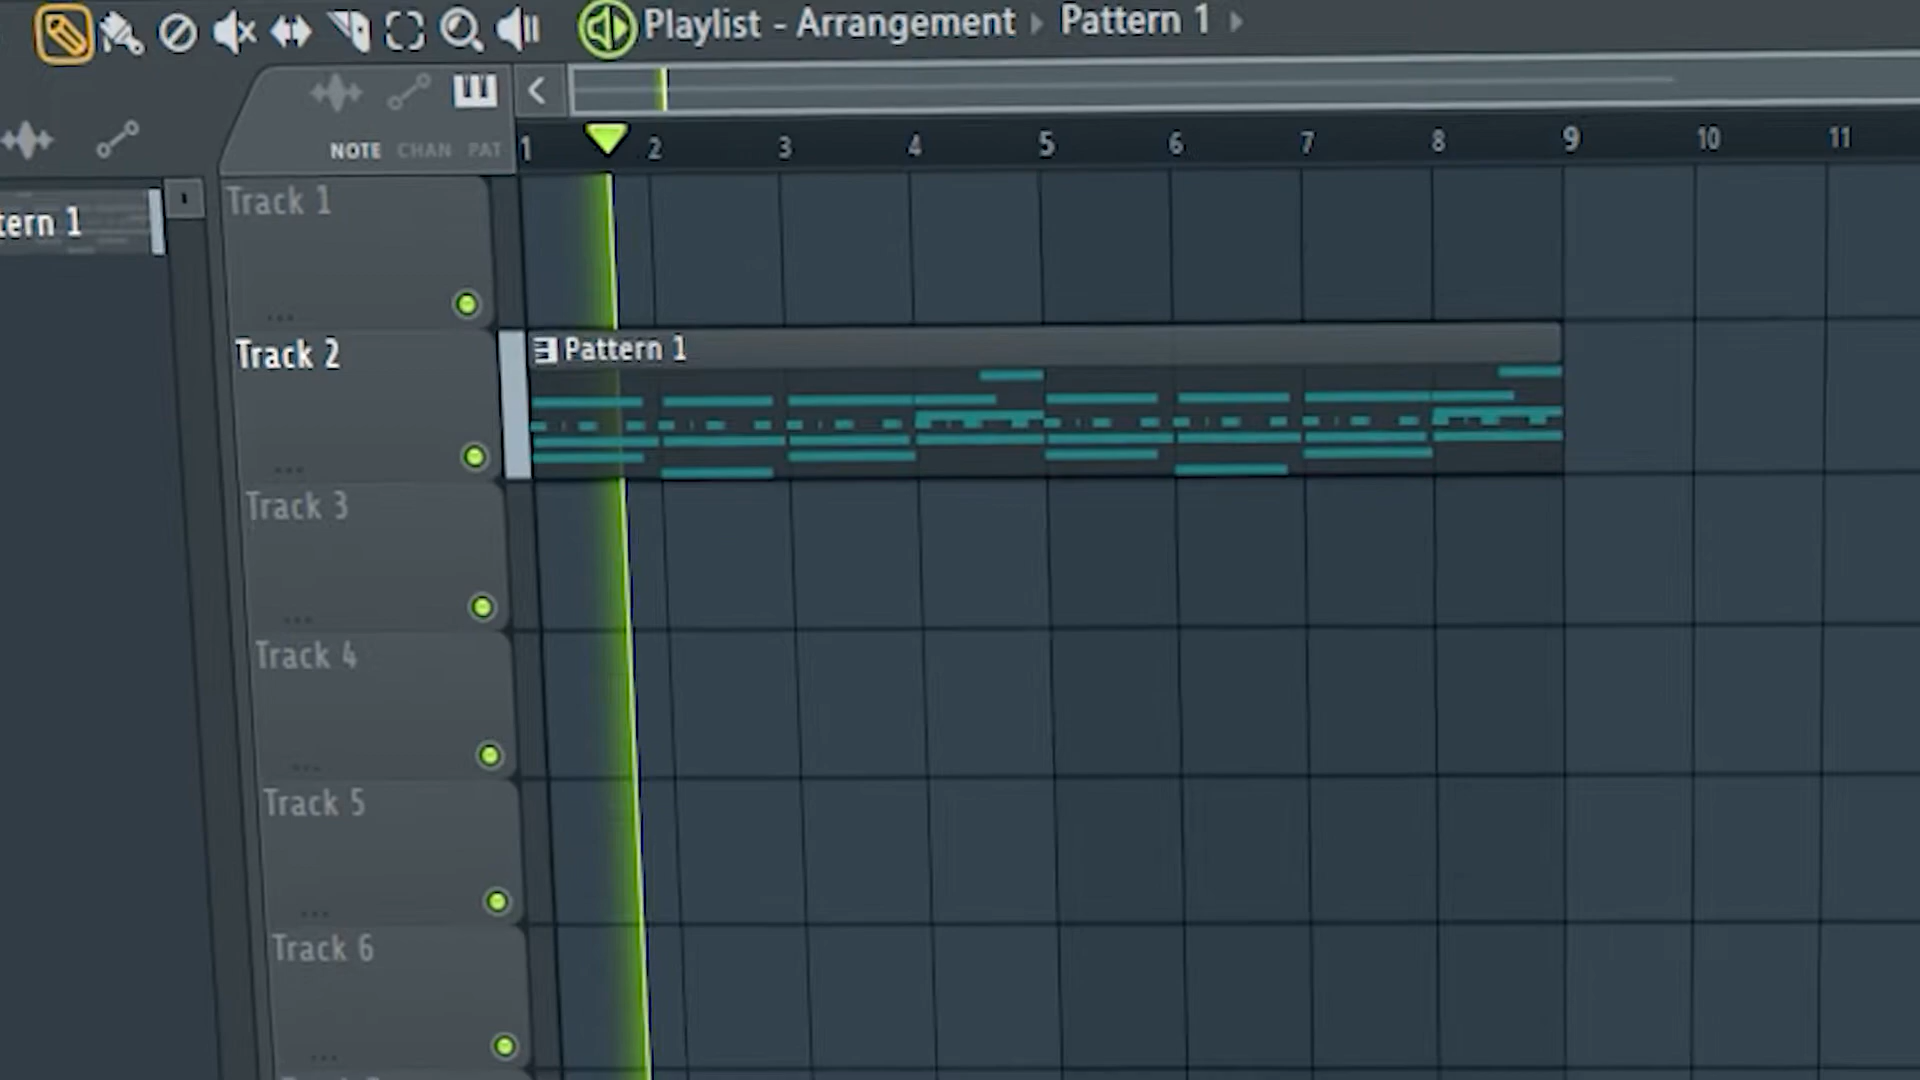 Playlist - Arrangement Pattern 1
NOTE CHAN PAT
1 2 3 4 5 6 7 8 9 10 11
tern 1
Track 1
Track 2
Pattern 1
Track 3
Track 4
Track 5
Track 6